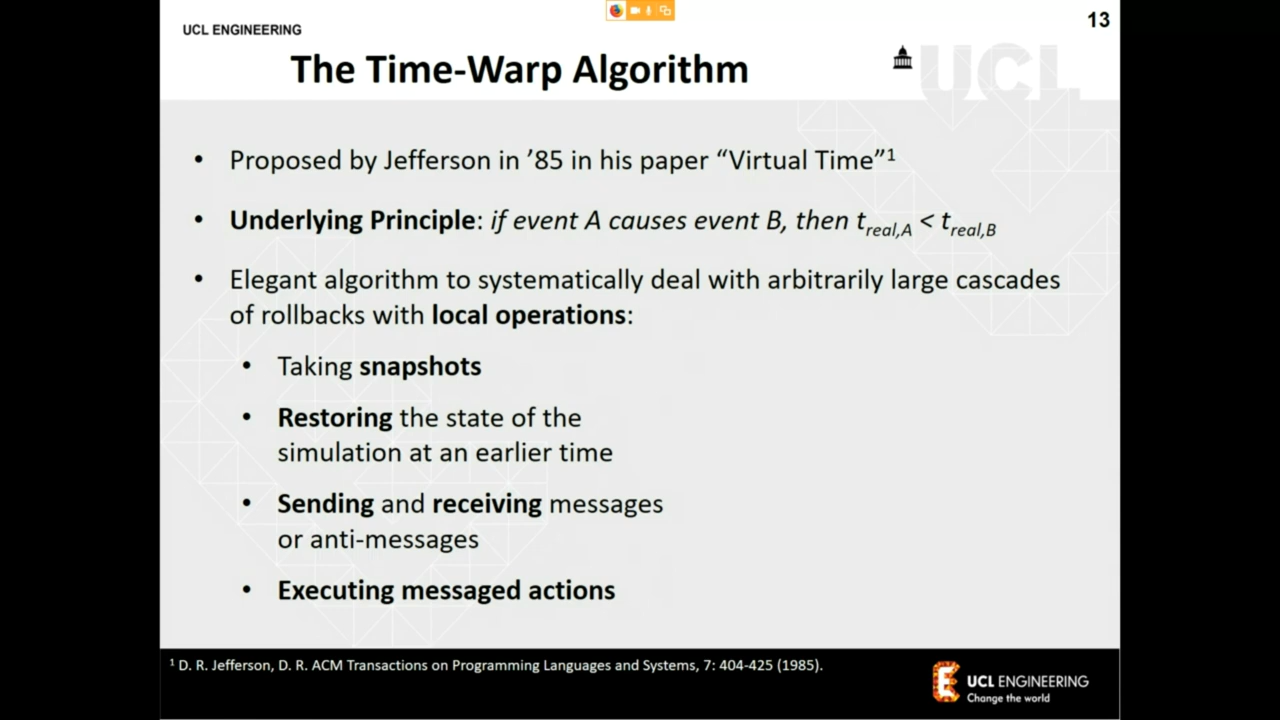 13
UCL ENGINEERING
The Time-Warp Algorithm
UCL
• Proposed by Jefferson in ’85 in his paper “Virtual Time”1
• Underlying Principle: if event A causes event B, then treal,A < treal,B
• Elegant algorithm to systematically deal with arbitrarily large cascades
of rollbacks with local operations:
• Taking snapshots
• Restoring the state of the
simulation at an earlier time
• Sending and receiving messages
or anti-messages
• Executing messaged actions
1 D. R. Jefferson, D. R. ACM Transactions on Programming Languages and Systems, 7: 404-425 (1985).
UCL ENGINEERING
Change the world